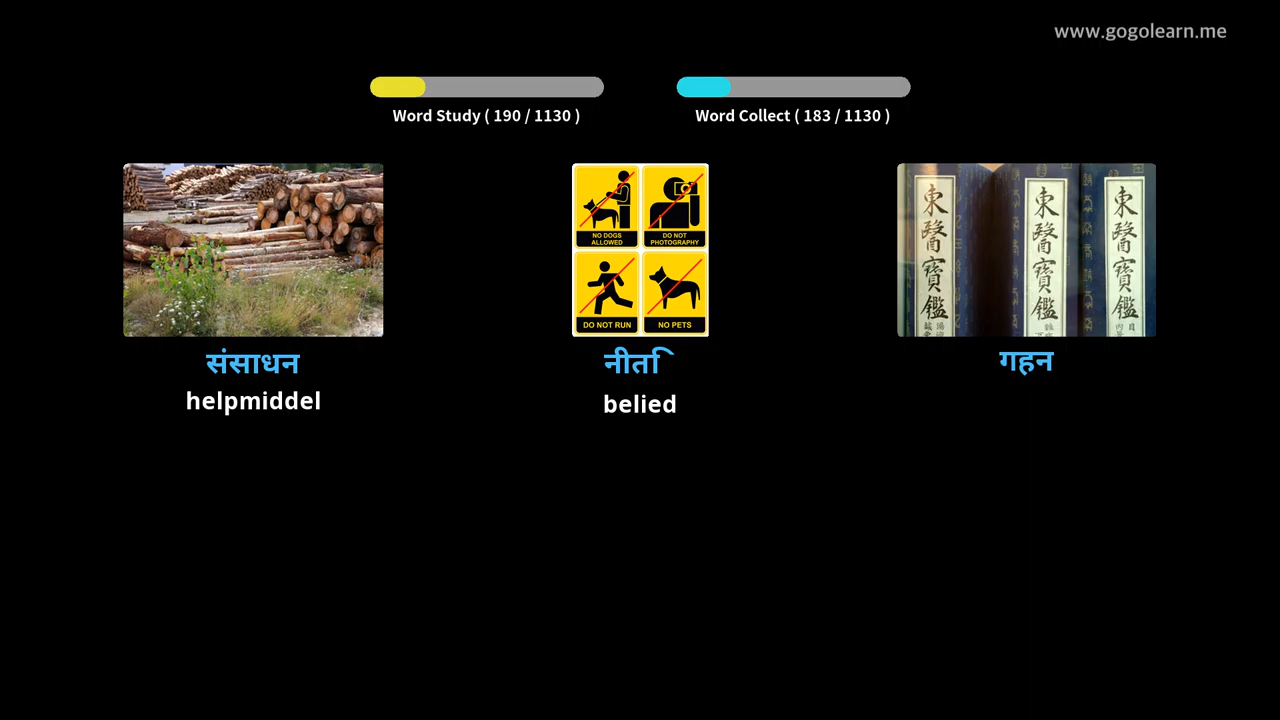 www.gogolearn.me
Word Study ( 190 / 1130 )
Word Collect ( 183 / 1130 )
NO DOGS
ALLOWED
DO NOT
PHOTOGRAPHY
DO NOT RUN
NO PETS
東醫寶鑑
東醫寶鑑
東醫寶鑑
संसाधन
नीति
गहन
helpmiddel
belied